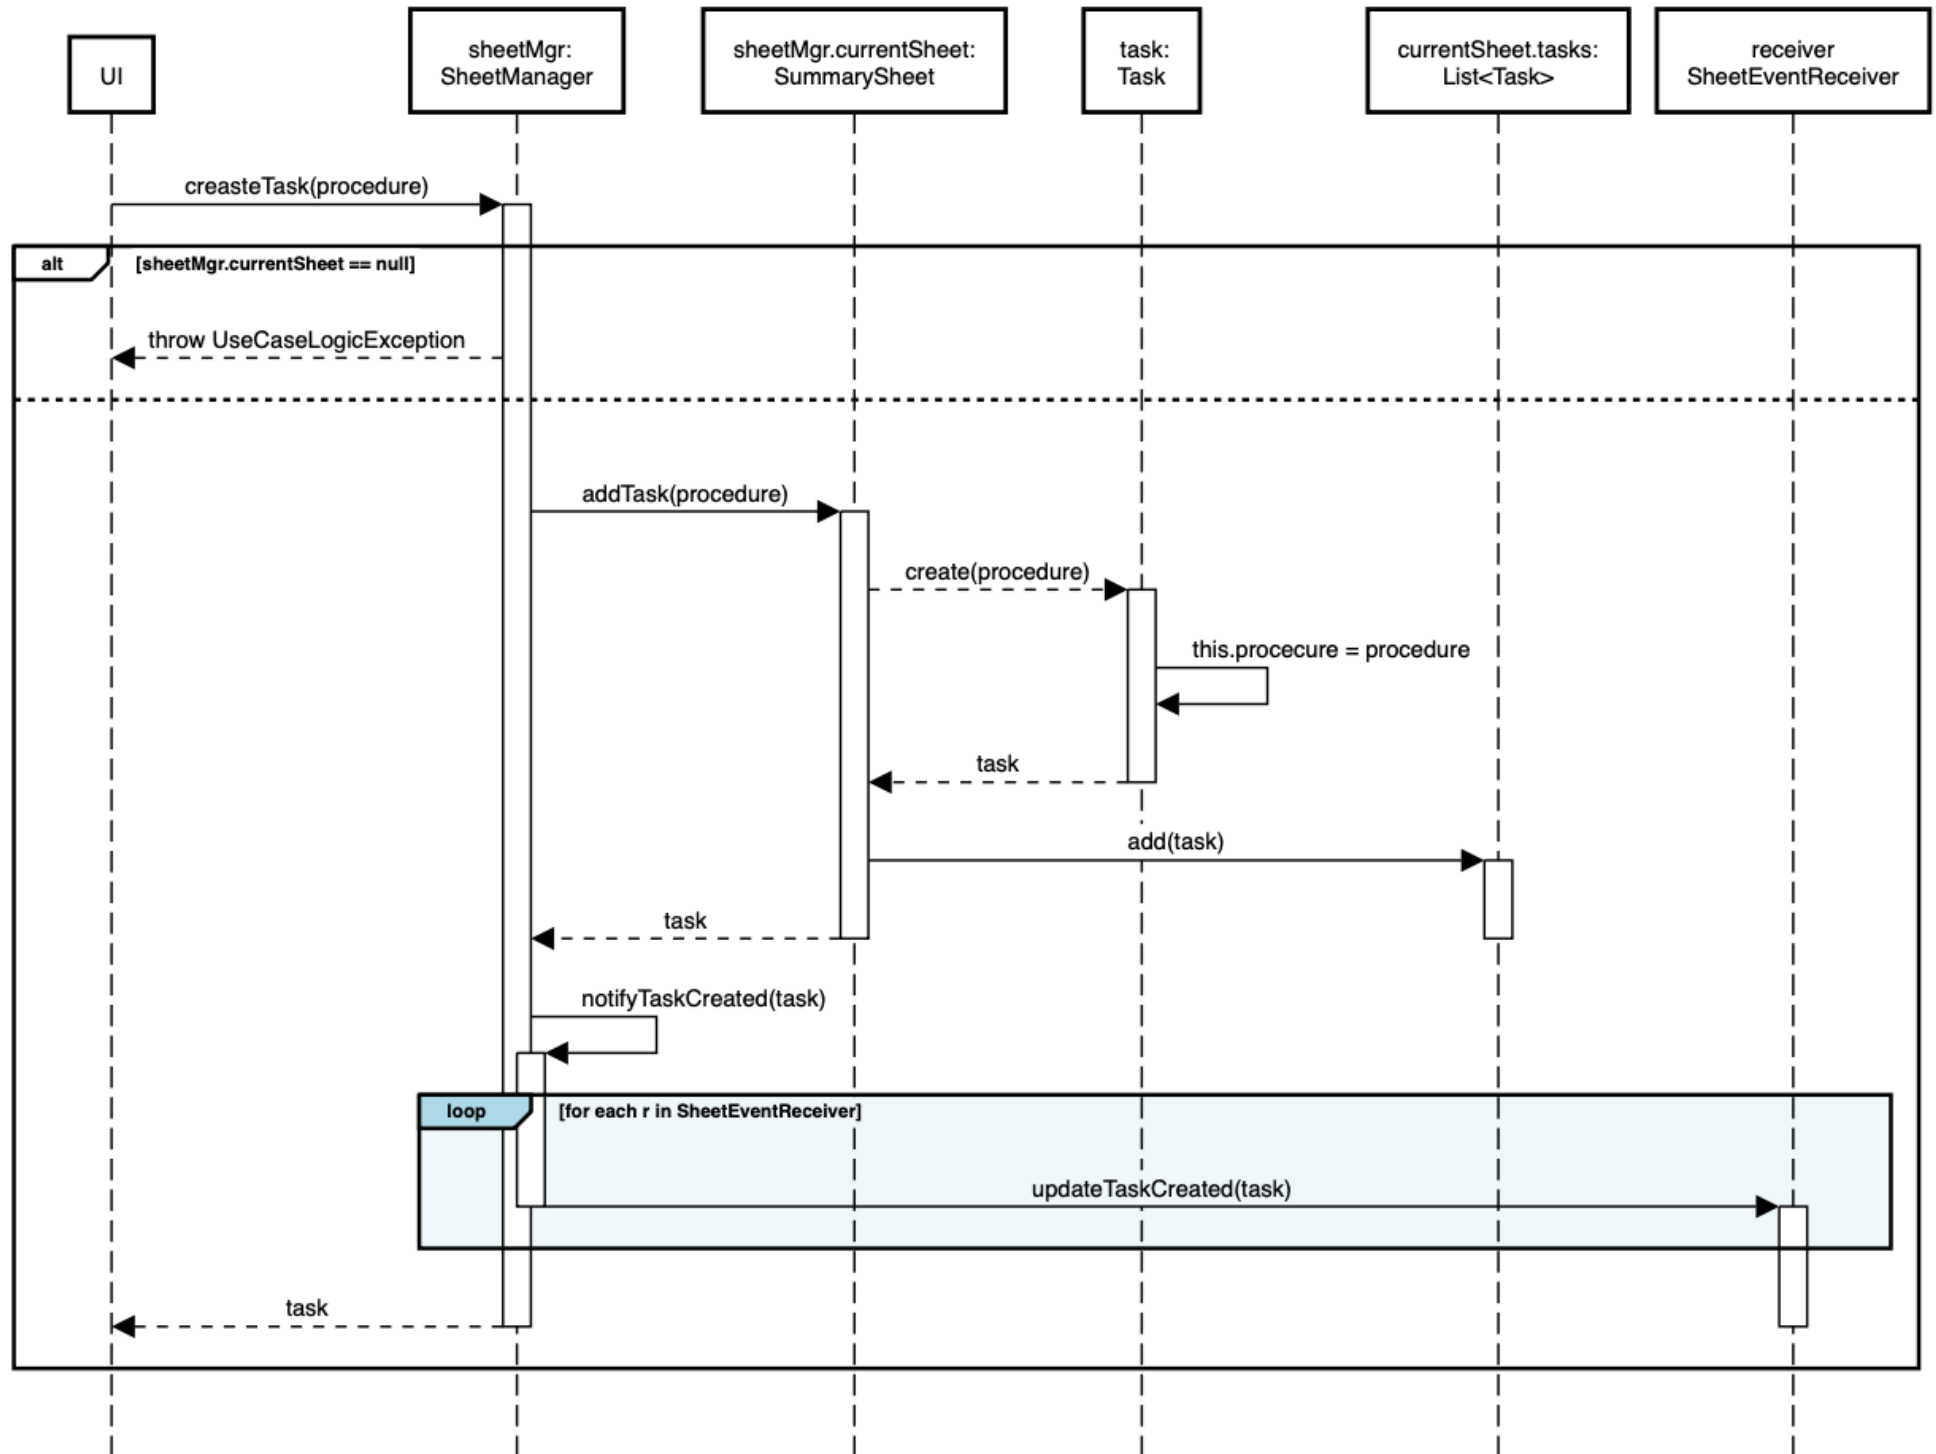 UI
sheetMgr:
SheetManager
sheetMgr.currentSheet:
SummarySheet
task:
Task
currentSheet.tasks:
List<Task>
receiver
SheetEventReceiver
creasteTask(procedure)
alt
[sheetMgr.currentSheet == null]
throw UseCaseLogicException
addTask(procedure)
create(procedure)
this.procecure = procedure
task
add(task)
task
notifyTaskCreated(task)
loop
[for each r in SheetEventReceiver]
updateTaskCreated(task)
task